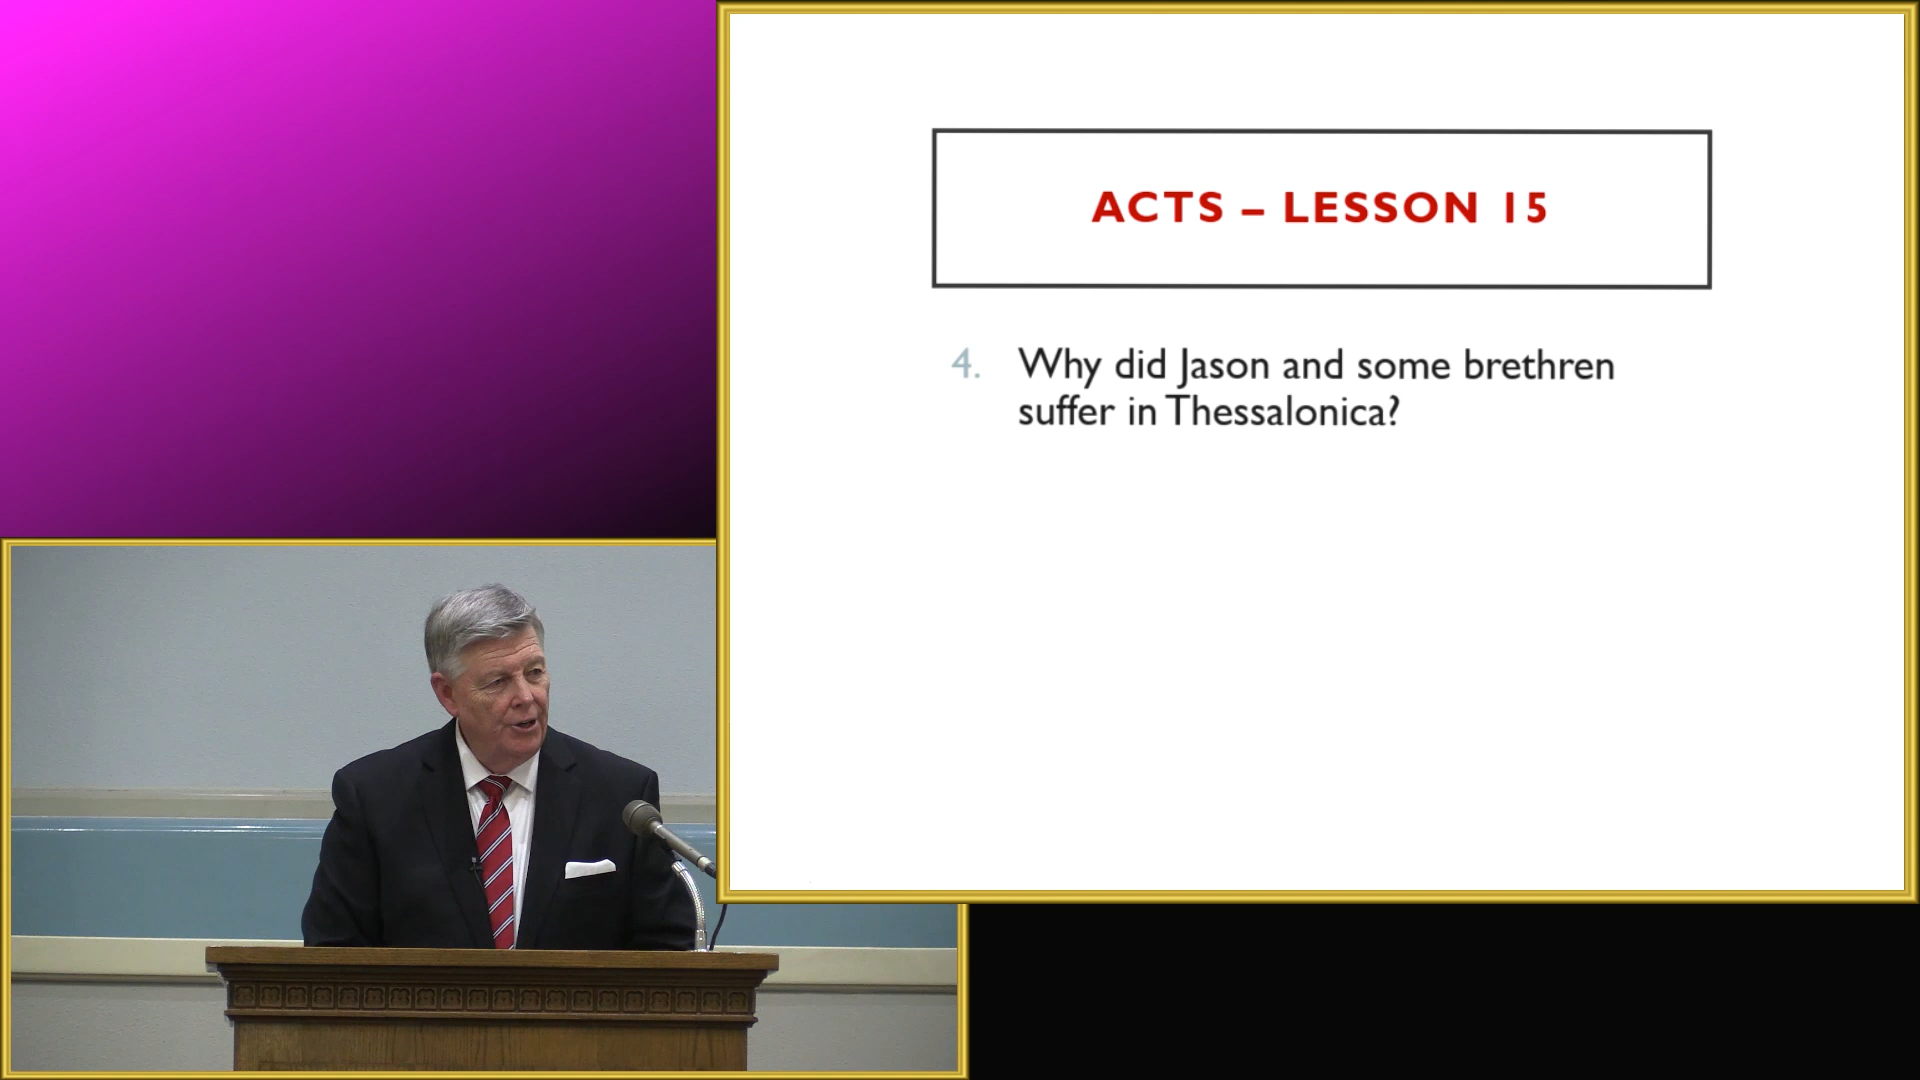 ACTS – LESSON 15
4. Why did Jason and some brethren
suffer in Thessalonica?